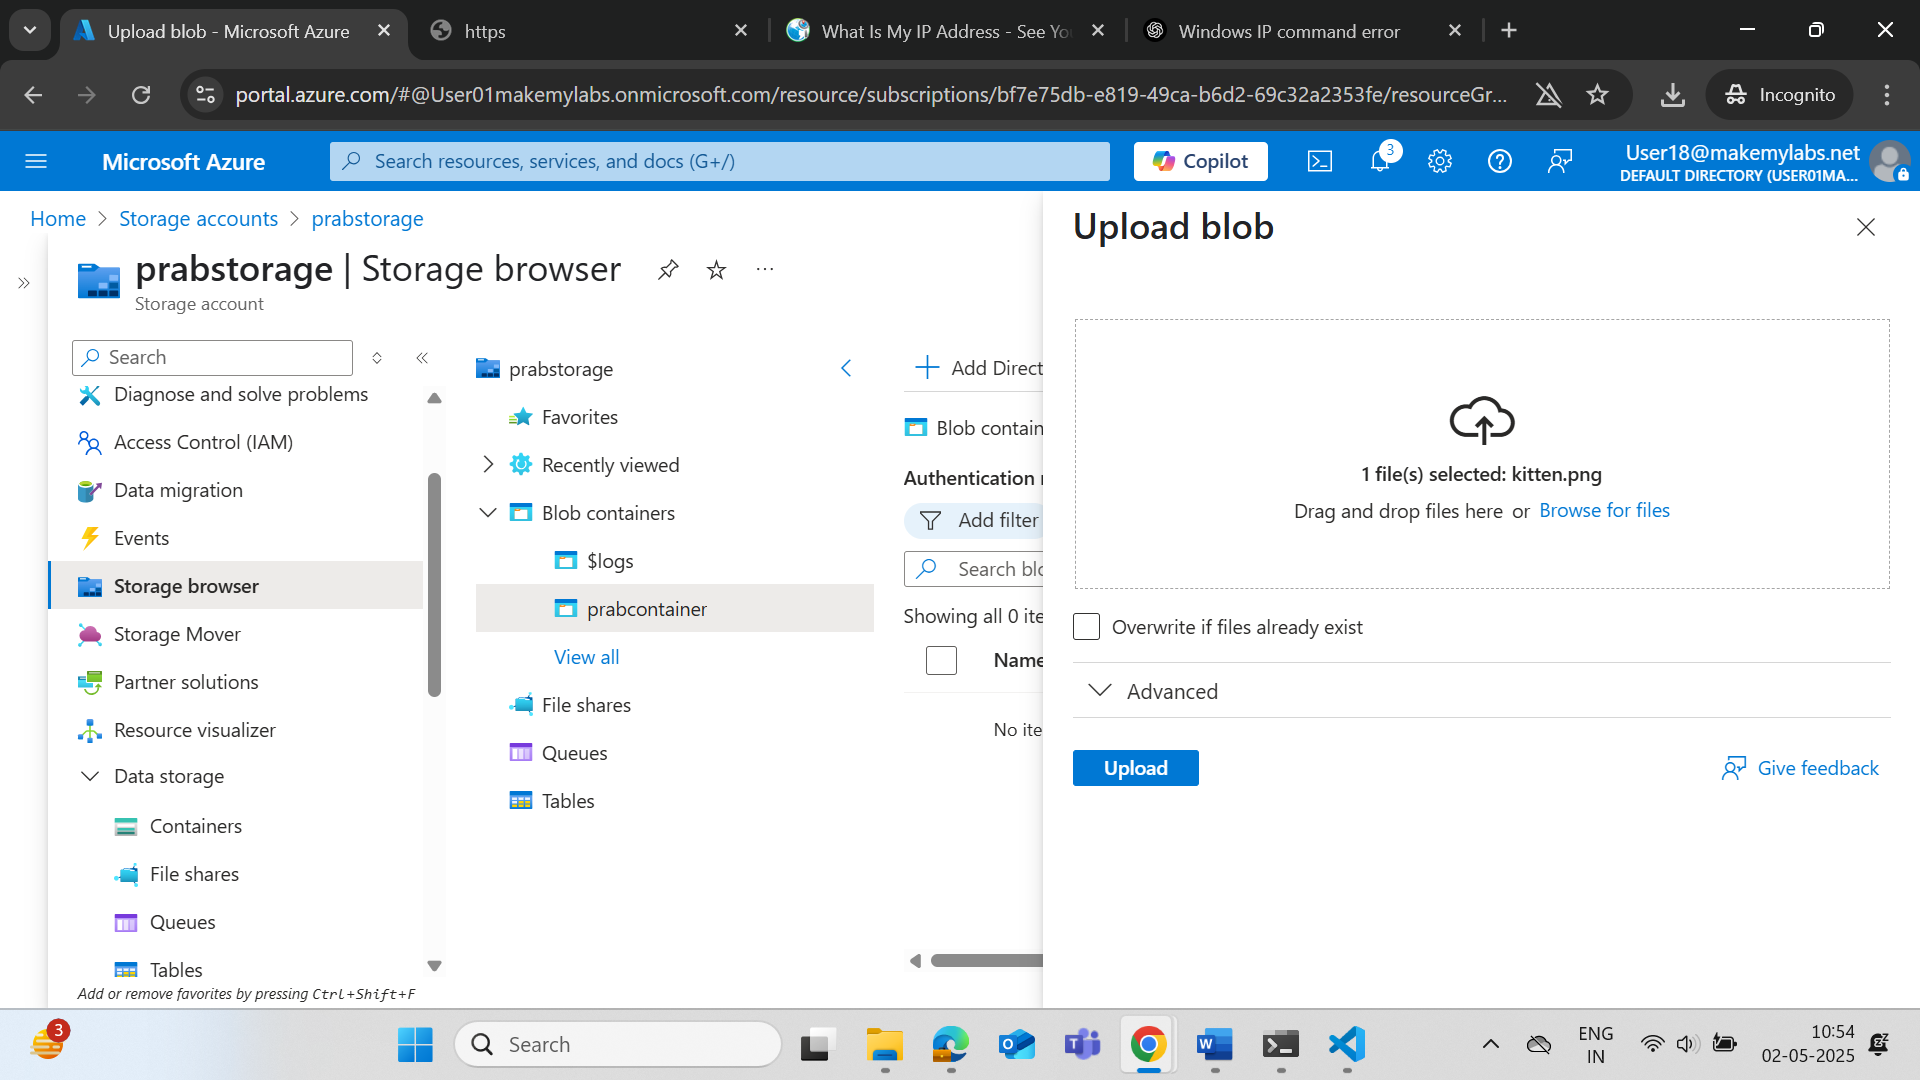 Upload blob - Microsoft Azure
https
What Is My IP Address - See Yo
Windows IP command error
portal.azure.com/#@User01makemylabs.onmicrosoft.com/resource/subscriptions/bf7e75db-e819-49ca-b6d2-69c32a2353fe/resourceGr...
Incognito
Microsoft Azure
Search resources, services, and docs (G+/)
Copilot
3
User18@makemylabs.net
DEFAULT DIRECTORY (USER01MA...
Home > Storage accounts > prabstorage
prabstorage | Storage browser
Storage account
Search
Diagnose and solve problems
Access Control (IAM)
Data migration
Events
Storage browser
Storage Mover
Partner solutions
Resource visualizer
Data storage
Containers
File shares
Queues
Tables
Add or remove favorites by pressing Ctrl+Shift+F
prabstorage
Favorites
Recently viewed
Blob containers
$logs
prabcontainer
View all
File shares
Queues
Tables
Add Direct
Blob contain
Authentication
Add filter
Search blo
Showing all 0 ite
Name
No ite
Upload blob
1 file(s) selected: kitten.png
Drag and drop files here or Browse for files
Overwrite if files already exist
Advanced
Upload
Give feedback
3
Search
ENG
IN
10:54
02-05-2025